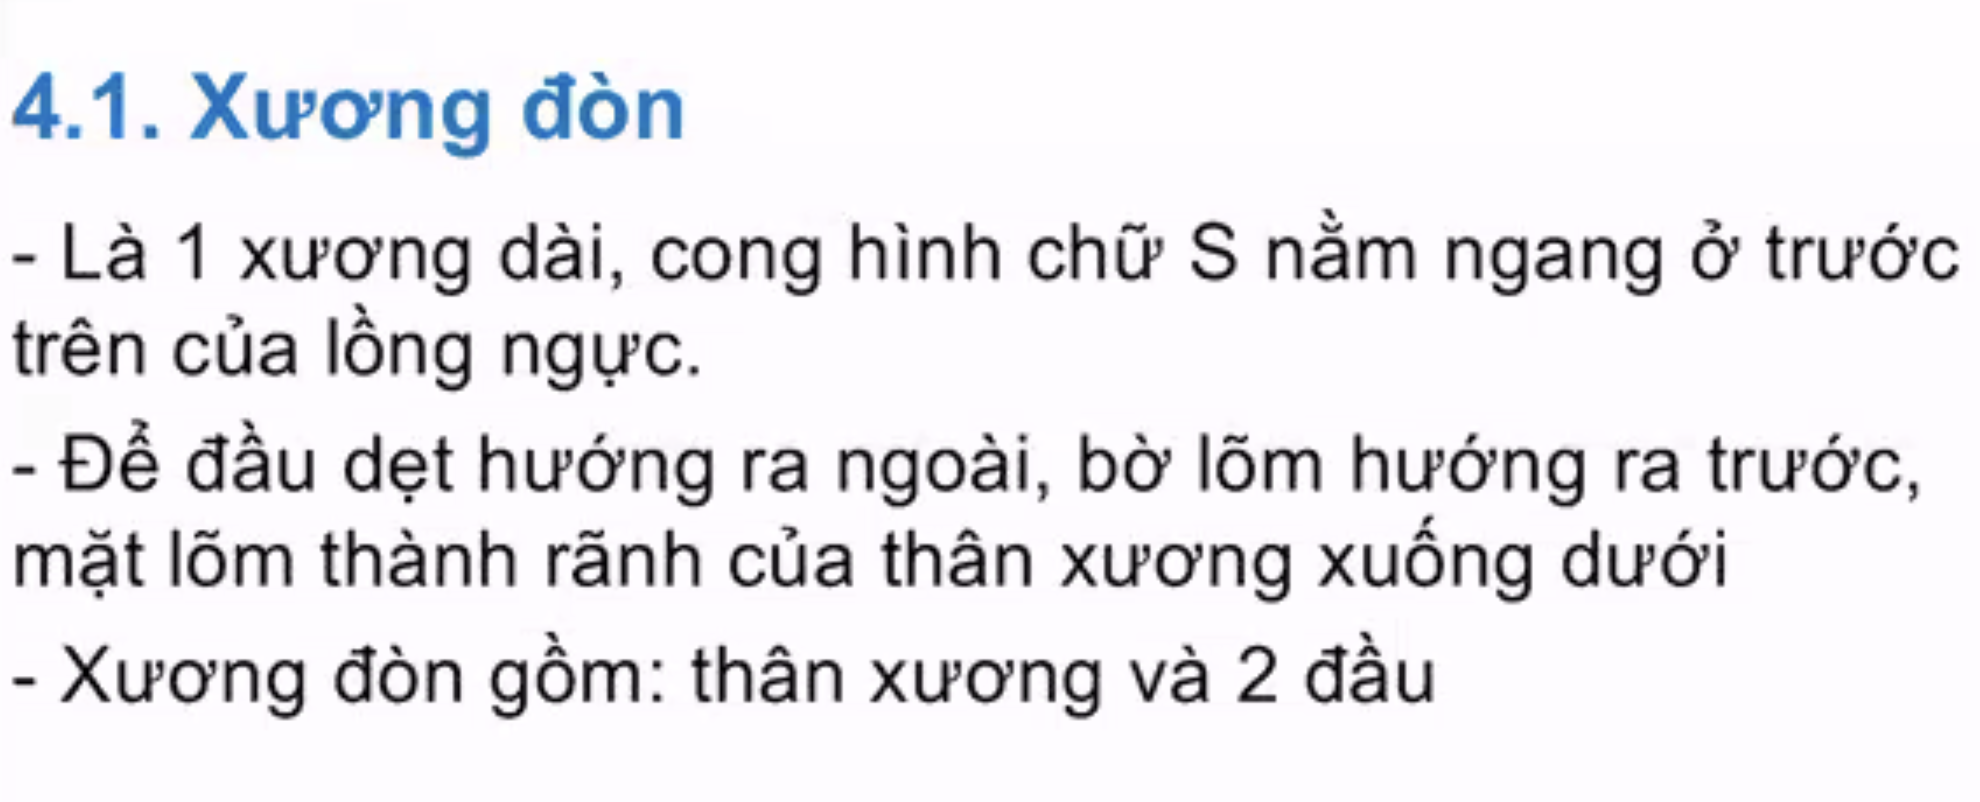 4.1. Xương đòn
- Là 1 xương dài, cong hình chữ S nằm ngang ở trước
trên của lồng ngực.
- Để đầu dẹt hướng ra ngoài, bờ lõm hướng ra trước,
mặt lõm thành rãnh của thân xương xuống dưới
- Xương đòn gồm: thân xương và 2 đầu